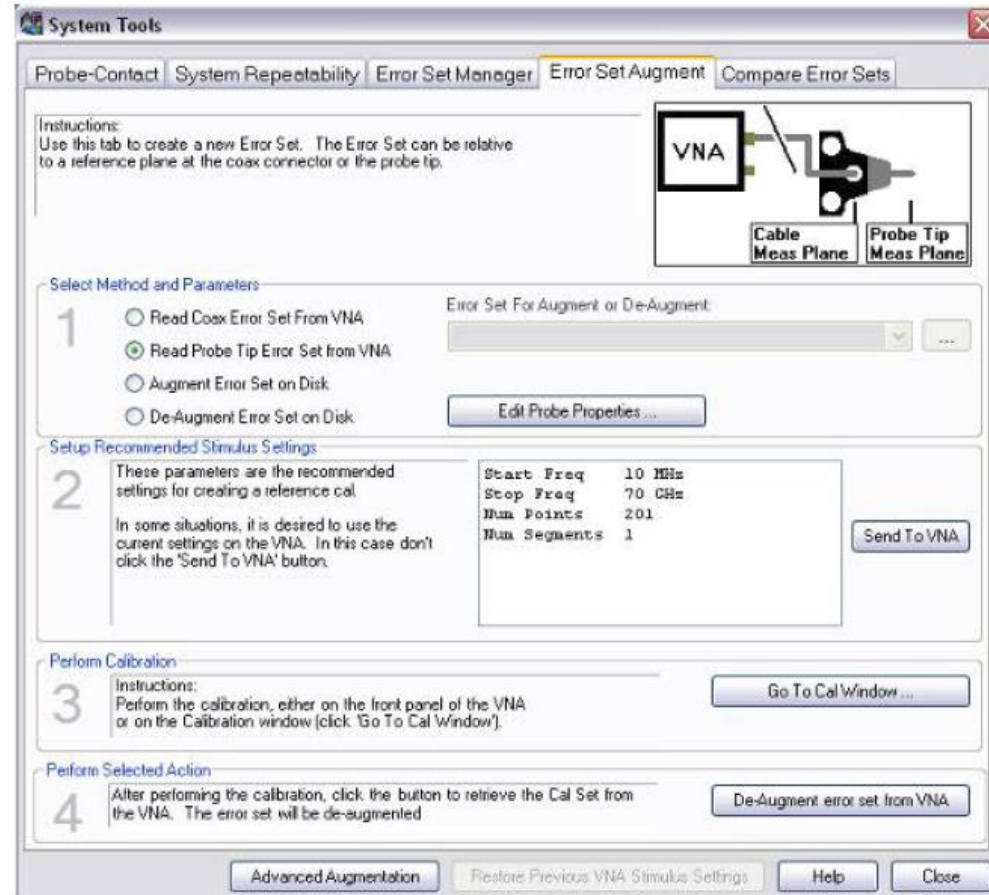 System Tools
Probe-Contact
System Repeatability
Error Set Manager
Error Set Augment
Compare Error Sets
Instructions:
Use this tab to create a new Error Set. The Error Set can be relative
to a reference plane at the coax connector or the probe tip.
VNA
Cable
Meas Plane
Probe Tip
Meas Plane
Select Method and Parameters
1
Read Coax Error Set From VNA
Read Probe Tip Error Set from VNA
Augment Error Set on Disk
De-Augment Error Set on Disk
Error Set For Augment or De-Augment:
...
Edit Probe Properties ...
Setup Recommended Stimulus Settings
2
These parameters are the recommended
settings for creating a reference cal
In some situations, it is desired to use the
current settings on the VNA. In this case don't
click the 'Send To VNA' button.
Start Freq 10 MHz
Stop Freq 70 GHz
Num Points 201
Num Segments 1
Send To VNA
Perform Calibration
3
Instructions:
Perform the calibration, either on the front panel of the VNA
or on the Calibration window (click 'Go To Cal Window').
Go To Cal Window ...
Perform Selected Action
4
After performing the calibration, click the button to retrieve the Cal Set from
the VNA. The error set will be de-augmented
De-Augment error set from VNA
Advanced Augmentation
Restore Previous VNA Stimulus Settings
Help
Close